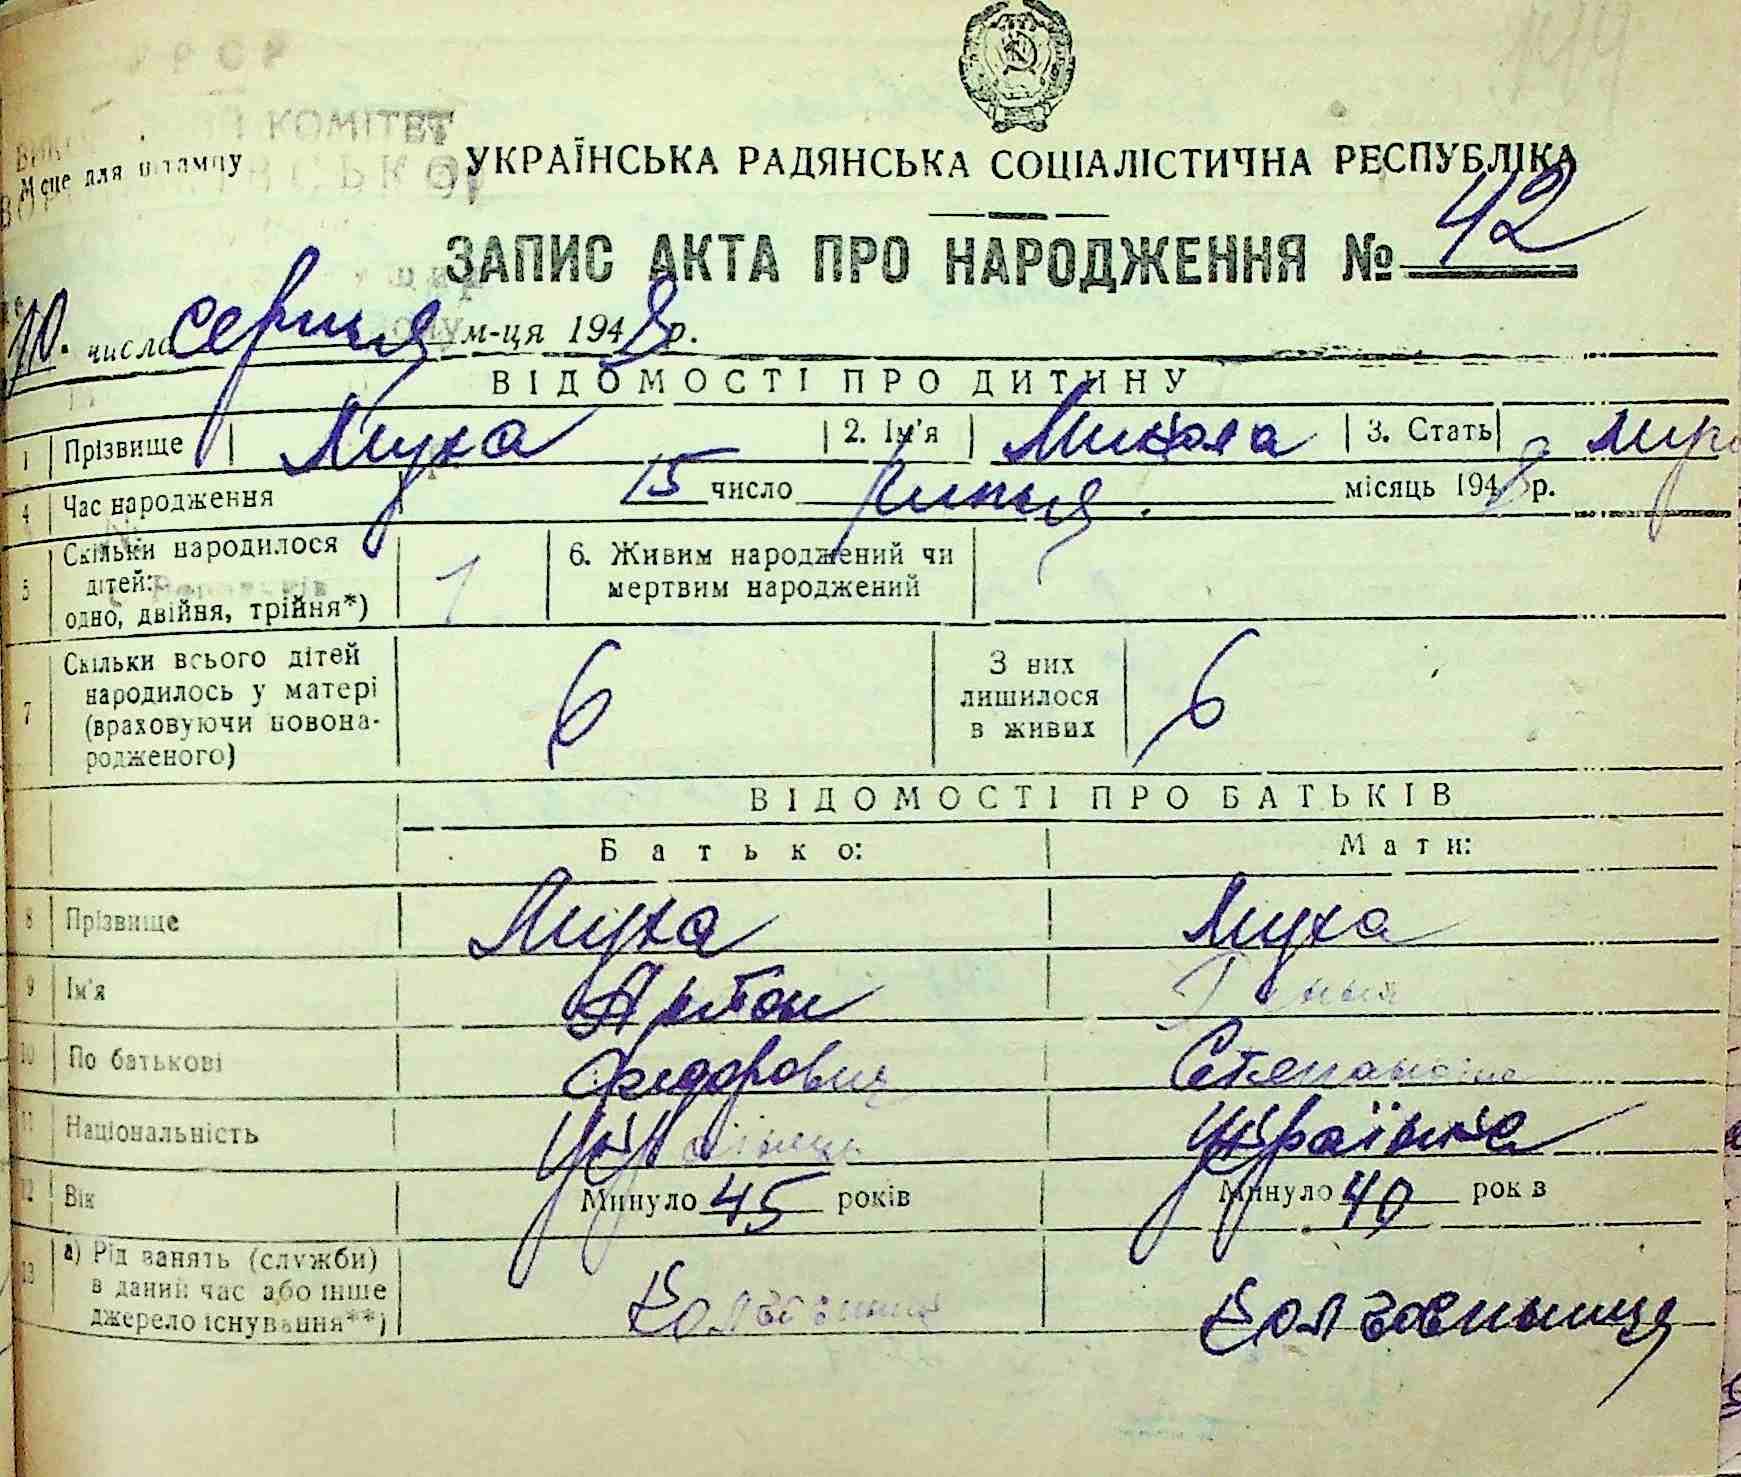 УРСР
КОМІТЕТ
Місце для штампу
УКРАЇНСЬКА РАДЯНСЬКА СОЦІАЛІСТИЧНА РЕСПУБЛІКА
ЗАПИС АКТА ПРО НАРОДЖЕННЯ № 42
10. числа серпня м-ця 1948 р.
ВІДОМОСТІ ПРО ДИТИНУ
1 Прізвище Муха 2. Ім'я Микола 3. Стать
4 Час народження 15 число липня. місяць 1948 р.
5 Скільки народилося дітей: одно, двійня, трійня*) 1 6. Живим народжений чи мертвим народжений
7 Скільки всього дітей народилось у матері (враховуючи новонародженого) 6 З них лишилося в живих 6
ВІДОМОСТІ ПРО БАТЬКІВ
Батько: Мати:
8 Прізвище Муха Муха
9 Ім'я Антон
10 По батькові Федорович Степанівна
11 Національність Українець Українка
12 Вік Минуло 45 років Минуло 40 років
13 а) Рід занять (служби) в даний час або інше джерело існування**)